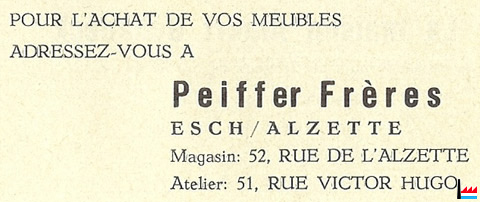 POUR L'ACHAT DE VOS MEUBLES
ADRESSEZ-VOUS A
Peiffer Frères
ESCH/ALZETTE
Magasin: 52, RUE DE L'ALZETTE
Atelier: 51, RUE VICTOR HUGO